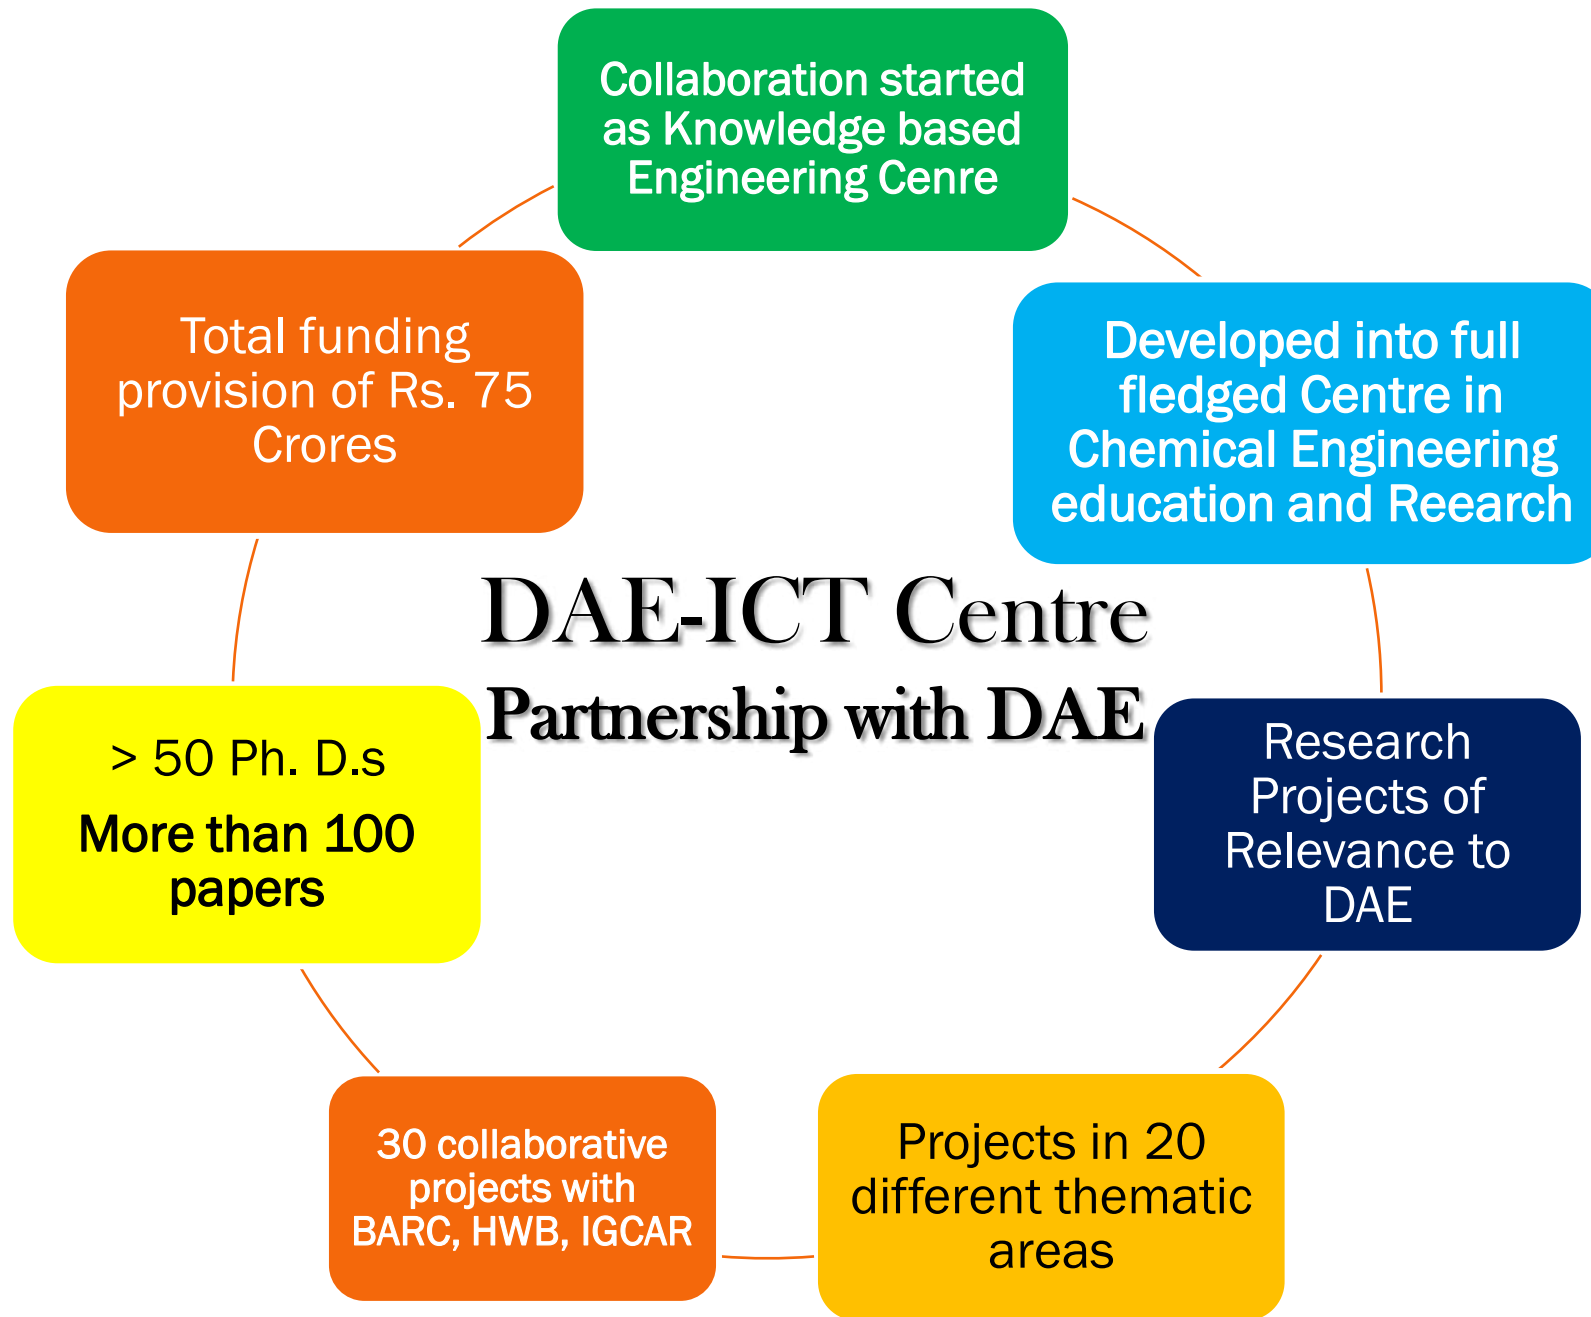 Collaboration started
as Knowledge based
Engineering Cenre
Developed into full
fledged Centre in
Chemical Engineering
education and Reearch
Research
Projects of
Relevance to
DAE
Projects in 20
different thematic
areas
30 collaborative
projects with
BARC, HWB, IGCAR
> 50 Ph. D.s
More than 100
papers
Total funding
provision of Rs. 75
Crores
DAE-ICT Centre
Partnership with DAE